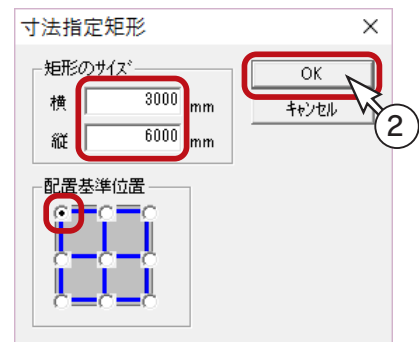 寸法指定矩形
矩形のサイズ
横 3000 mm
縦 6000 mm
OK
キャンセル
2
配置基準位置